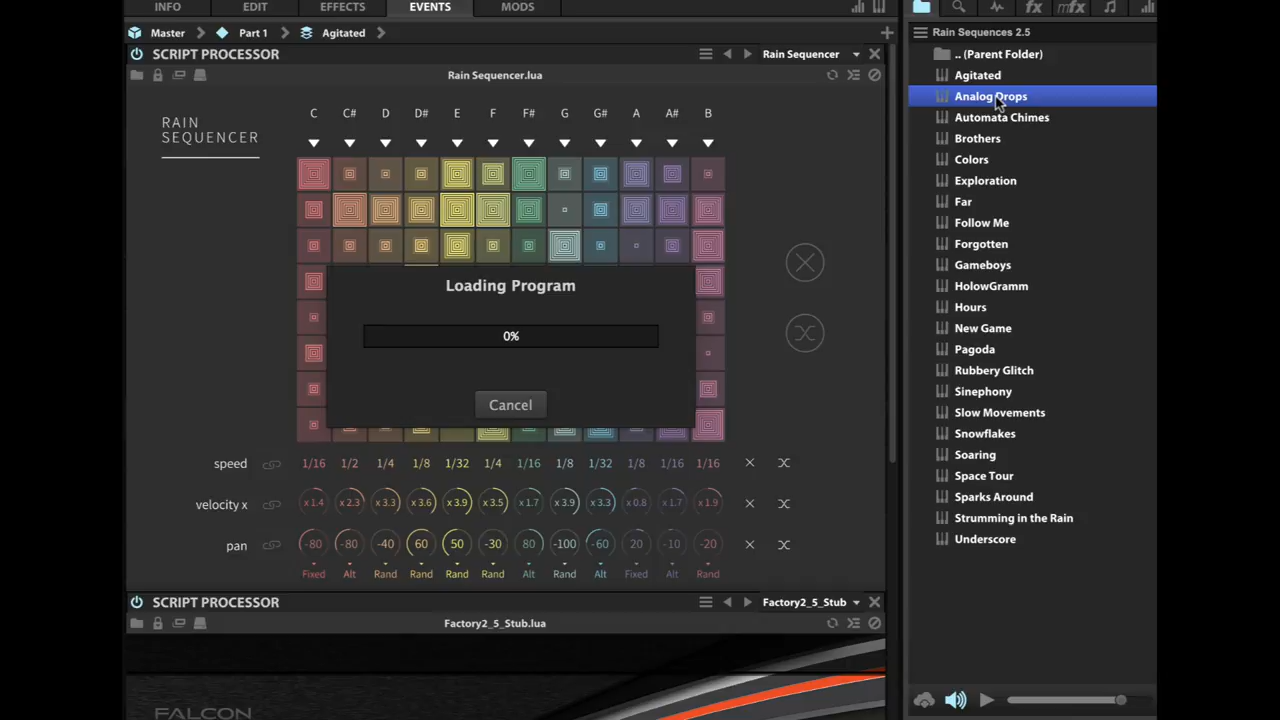 INFO EDIT EFFECTS EVENTS MODS
Master Part 1 Agitated
SCRIPT PROCESSOR Rain Sequencer
Rain Sequencer.lua
RAIN
SEQUENCER
C C# D D# E F F# G G# A A# B
Loading Program
0%
Cancel
speed 1/16 1/2 1/4 1/8 1/32 1/4 1/16 1/8 1/32 1/8 1/16 1/16
velocity x x1.4 x2.3 x3.3 x3.6 x3.9 x3.5 x1.7 x3.9 x3.3 x0.8 x1.7 x1.9
pan -80 -80 -40 60 50 -30 80 -100 -60 20 -10 -20
Fixed Alt Rand Rand Rand Rand Alt Rand Alt Fixed Alt Rand
SCRIPT PROCESSOR Factory2_5_Stub
Factory2_5_Stub.lua
FALCON
fx mfx
Rain Sequences 2.5
.. (Parent Folder)
Agitated
Analog Drops
Automata Chimes
Brothers
Colors
Exploration
Far
Follow Me
Forgotten
Gameboys
HolowGramm
Hours
New Game
Pagoda
Rubbery Glitch
Sinephony
Slow Movements
Snowflakes
Soaring
Space Tour
Sparks Around
Strumming in the Rain
Underscore